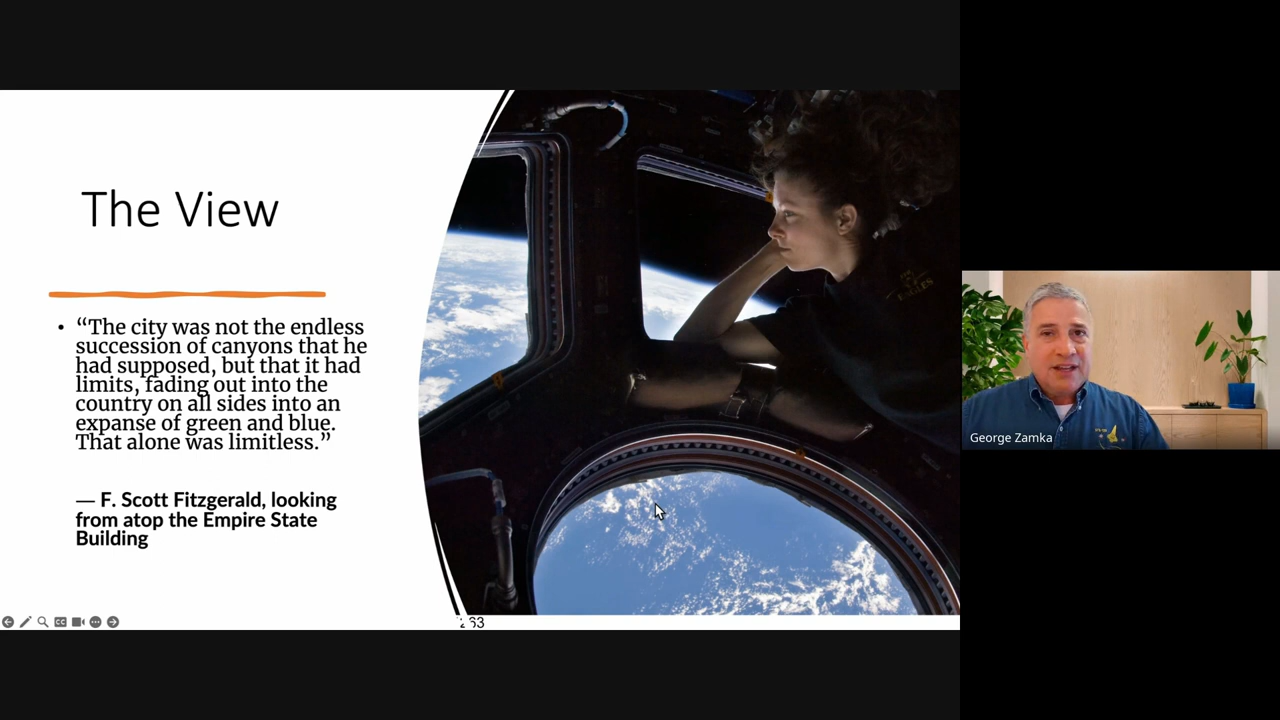 The View
• “The city was not the endless
succession of canyons that he
had supposed, but that it had
limits, fading out into the
country on all sides into an
expanse of green and blue.
That alone was limitless.”
— F. Scott Fitzgerald, looking
from atop the Empire State
Building
63
George Zamka